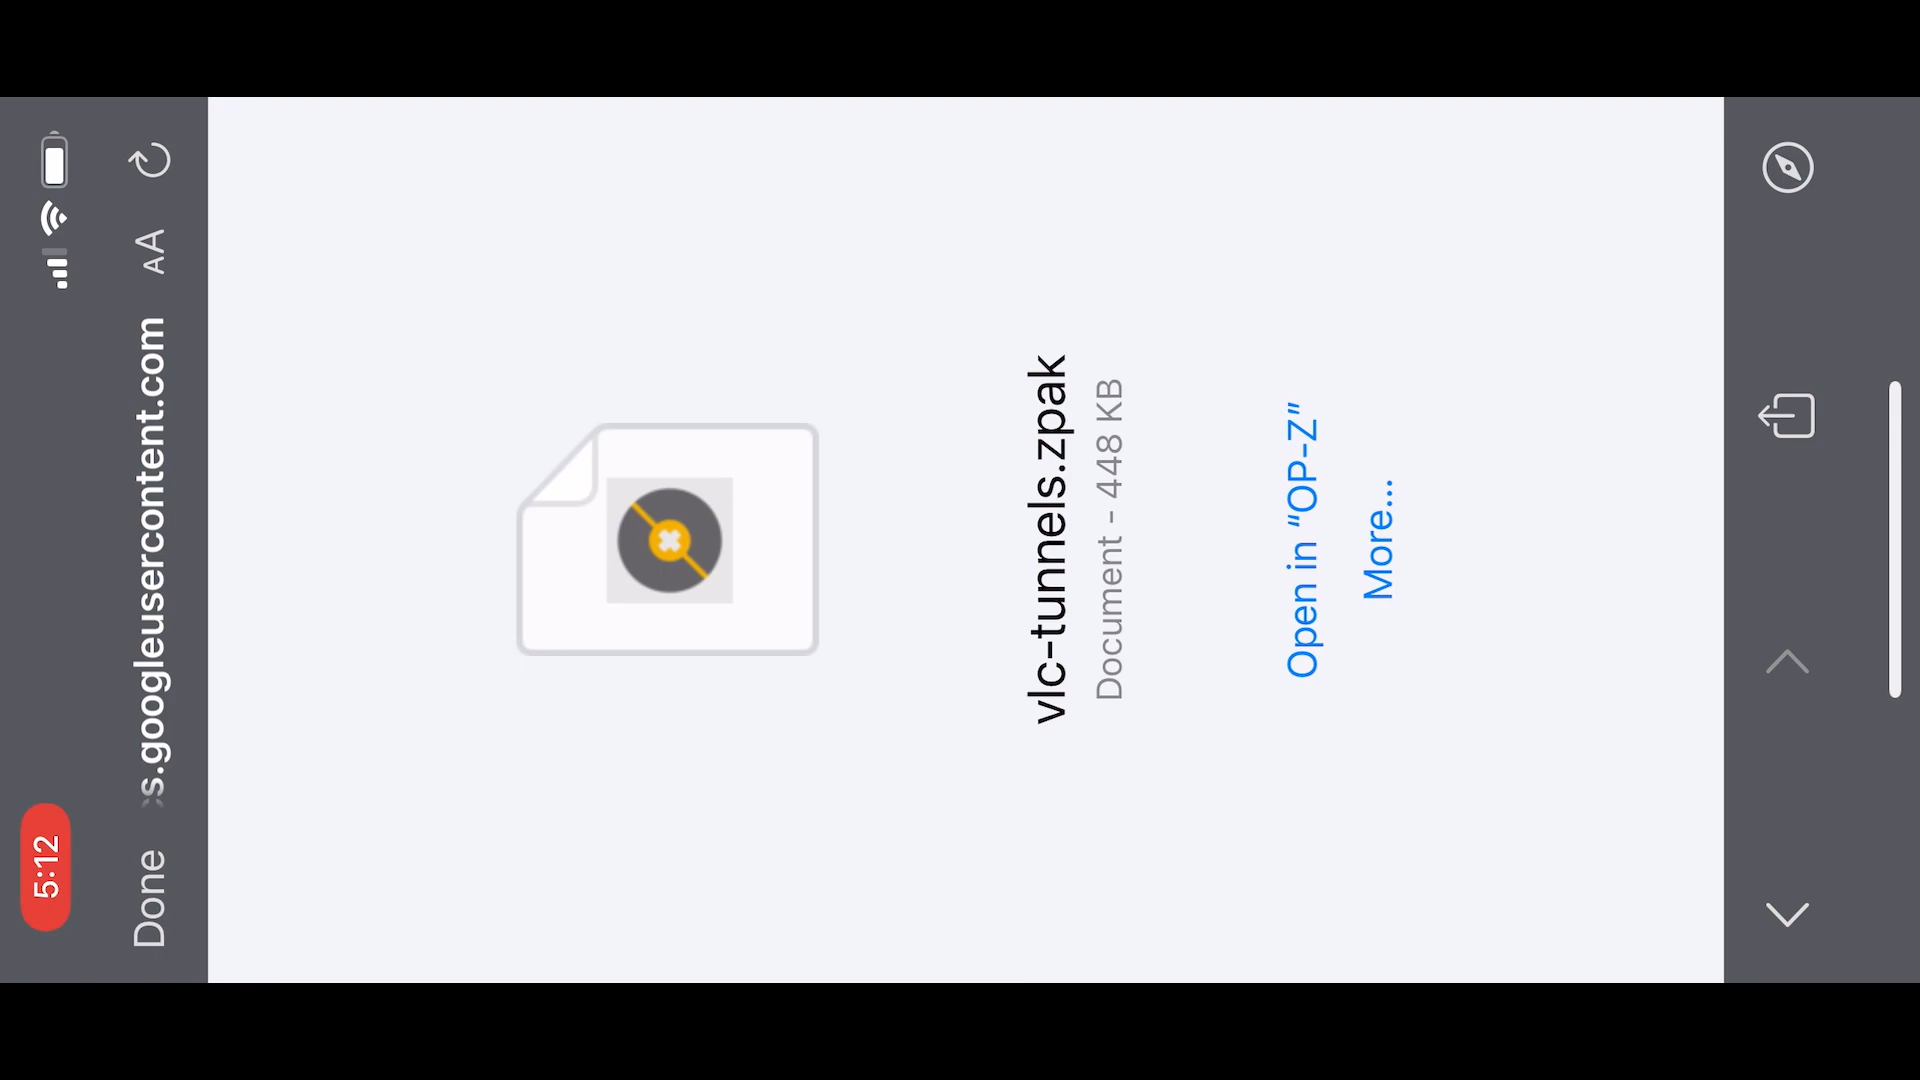 5:12
Done
s.googleusercontent.com
AA
vlc-tunnels.zpak
Document - 448 KB
Open in “OP-Z”
More...